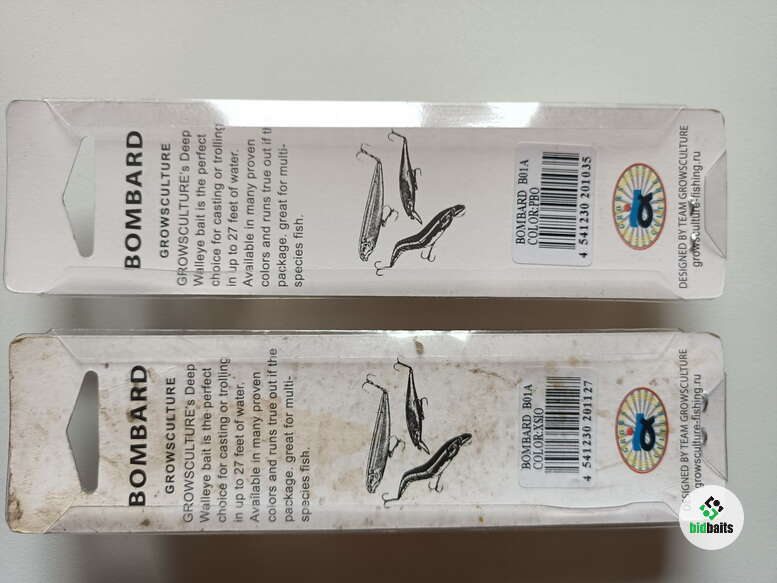 BOMBARD
GROWSCULTURE
GROWSCULTURE's Deep
Walleye bait is the perfect
choice for casting or trolling
in up to 27 feet of water.
Available in many proven
colors and runs true out if th
package. great for multi-
species fish.
BOMBARD B01A
COLOR:PBO
4 541230 201035
DESIGNED BY TEAM GROWSCULTURE
growsculture-fishing.ru
BOMBARD
GROWSCULTURE
GROWSCULTURE's Deep
Walleye bait is the perfect
choice for casting or trolling
in up to 27 feet of water.
Available in many proven
colors and runs true out if the
package. great for multi-
species fish.
BOMBARD B01A
COLOR:XSIO
4 541230 201127
DESIGNED BY TEAM GROWSCULTURE
growsculture-fishing.ru
bidbaits